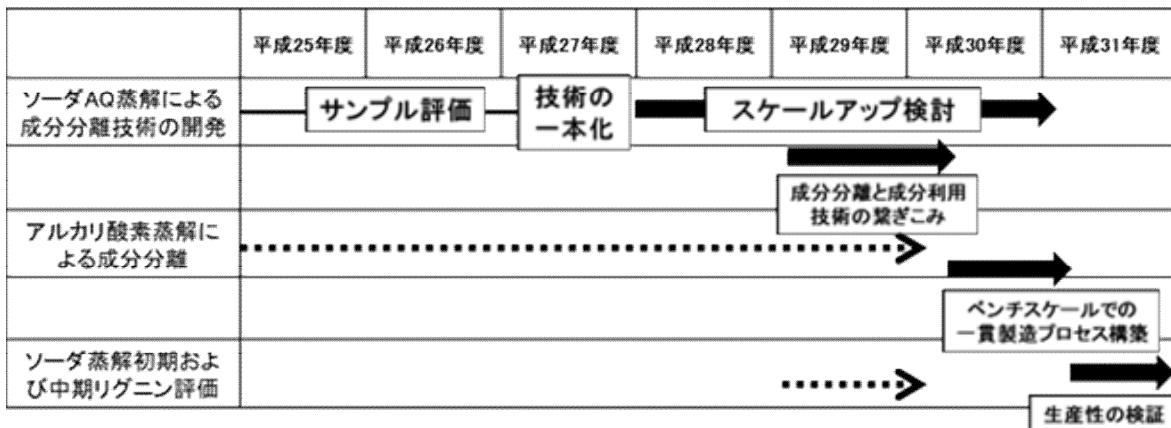 平成25年度
平成26年度
平成27年度
平成28年度
平成29年度
平成30年度
平成31年度
ソーダAQ蒸解による
成分分離技術の開発
サンプル評価
技術の
一本化
スケールアップ検討
成分分離と成分利用
技術の繋ぎこみ
アルカリ酸素蒸解に
よる成分分離
ベンチスケールでの
一貫製造プロセス構築
ソーダ蒸解初期およ
び中期リグニン評価
生産性の検証